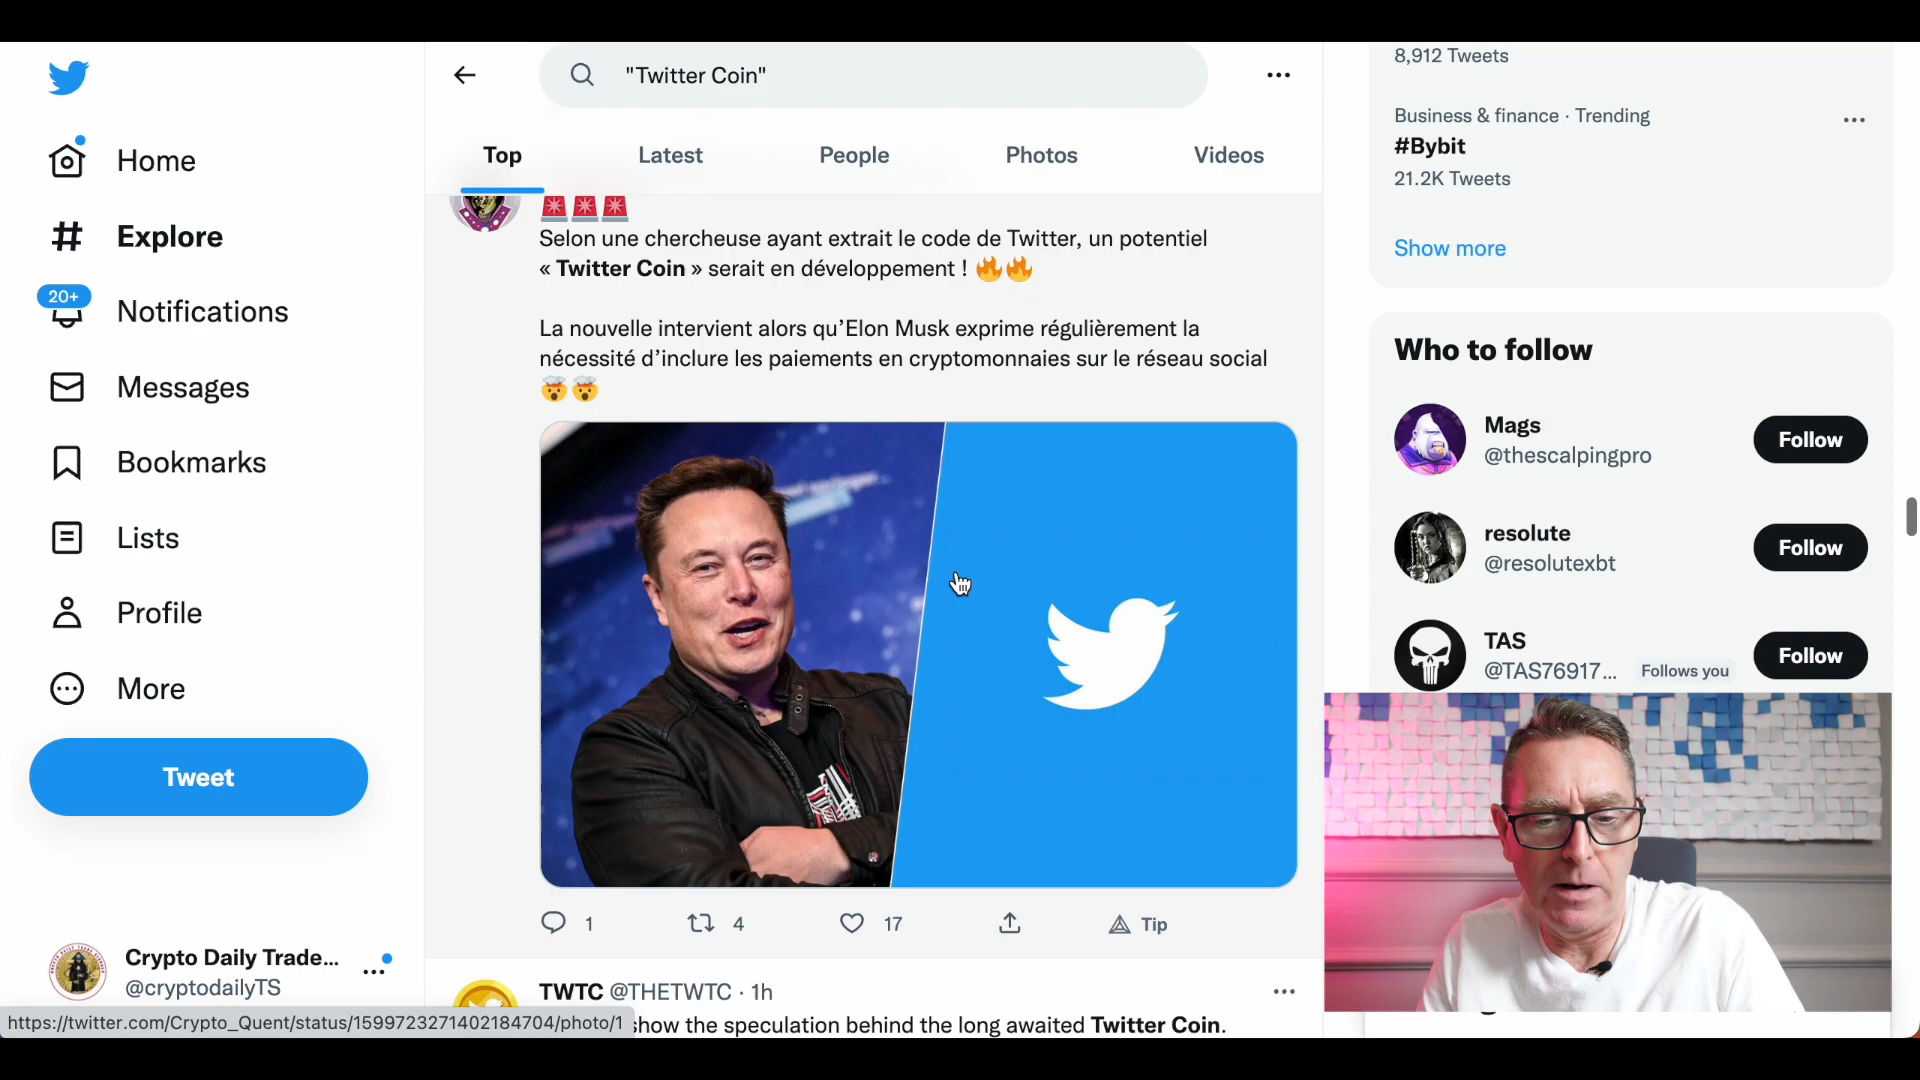 "Twitter Coin"
Top
Latest
People
Photos
Videos
Home
Explore
20+
Notifications
Messages
Bookmarks
Lists
Profile
More
Tweet
Crypto Daily Trade...
@cryptodailyTS
Selon une chercheuse ayant extrait le code de Twitter, un potentiel
« Twitter Coin » serait en développement !
La nouvelle intervient alors qu’Elon Musk exprime régulièrement la
nécessité d’inclure les paiements en cryptomonnaies sur le réseau social
1
4
17
Tip
TWTC @THETWTC · 1h
show the speculation behind the long awaited Twitter Coin.
https://twitter.com/Crypto_Quent/status/1599723271402184704/photo/1
8,912 Tweets
Business & finance · Trending
#Bybit
21.2K Tweets
Show more
Who to follow
Mags
@thescalpingpro
Follow
resolute
@resolutexbt
Follow
TAS
@TAS76917...
Follows you
Follow